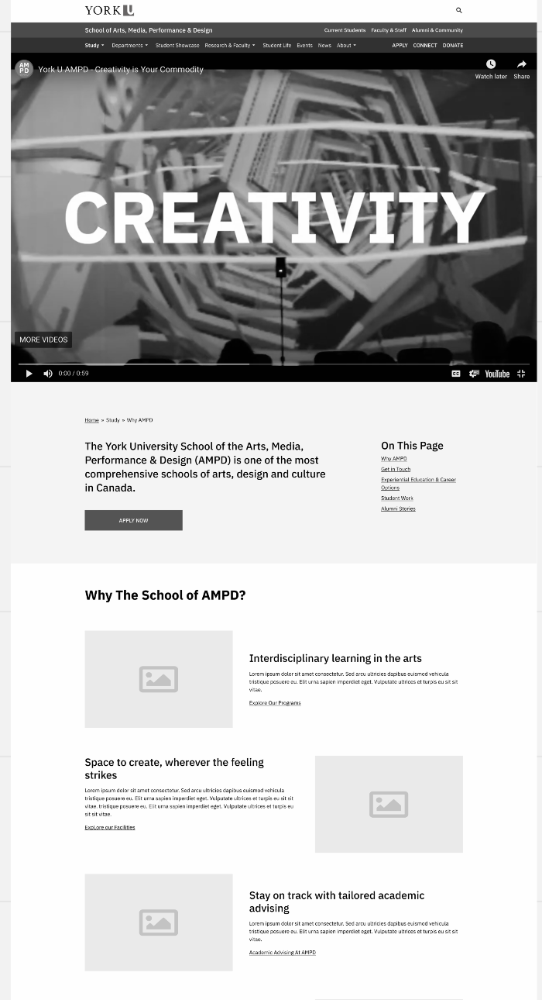 YORK U
School of Arts, Media, Performance & Design
Current Students Faculty & Staff Alumni & Community
Study Departments Student Showcase Research & Faculty Student Life Events News About APPLY CONNECT DONATE
AM
PD
York U AMPD - Creativity is Your Commodity
Watch later Share
CREATIVITY
MORE VIDEOS
0:00 / 0:59
CC
YouTube
Home » Study » Why AMPD
The York University School of the Arts, Media,
Performance & Design (AMPD) is one of the most
comprehensive schools of arts, design and culture
in Canada.
APPLY NOW
On This Page
Why AMPD
Get in Touch
Experiential Education & Career
Options
Student Work
Alumni Stories
Why The School of AMPD?
Interdisciplinary learning in the arts
Lorem ipsum dolor sit amet consectetur. Sed arcu ultricies dapibus euismod vehicula
tristique posuere eu. Elit urna sapien imperdiet eget. Vulputate ultrices et turpis eu sit sit
vitae.
Explore Our Programs
Space to create, wherever the feeling
strikes
Lorem ipsum dolor sit amet consectetur. Sed arcu ultricies dapibus euismod vehicula
tristique posuere eu. Elit urna sapien imperdiet eget. Vulputate ultrices et turpis eu sit sit
vitae. tristique posuere eu. Elit urna sapien imperdiet eget. Vulputate ultrices et turpis eu
sit sit vitae.
ExpLore our Facilities
Stay on track with tailored academic
advising
Lorem ipsum dolor sit amet consectetur. Sed arcu ultricies dapibus euismod vehicula
tristique posuere eu. Elit urna sapien imperdiet eget. Vulputate ultrices et turpis eu sit sit
vitae.
Academic Advising At AMPD